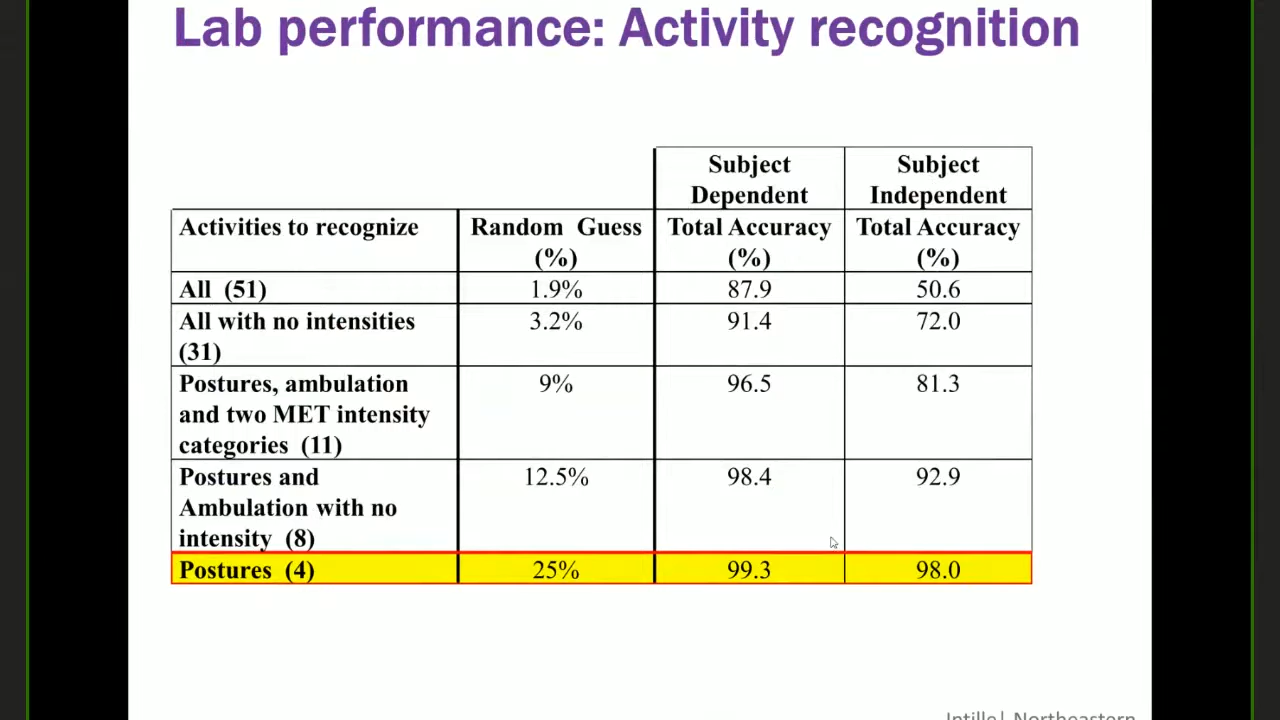 Lab performance: Activity recognition
Subject Dependent
Subject Independent
Activities to recognize
Random Guess (%)
Total Accuracy (%)
Total Accuracy (%)
All (51)
1.9%
87.9
50.6
All with no intensities (31)
3.2%
91.4
72.0
Postures, ambulation and two MET intensity categories (11)
9%
96.5
81.3
Postures and Ambulation with no intensity (8)
12.5%
98.4
92.9
Postures (4)
25%
99.3
98.0
Intille| Northeastern